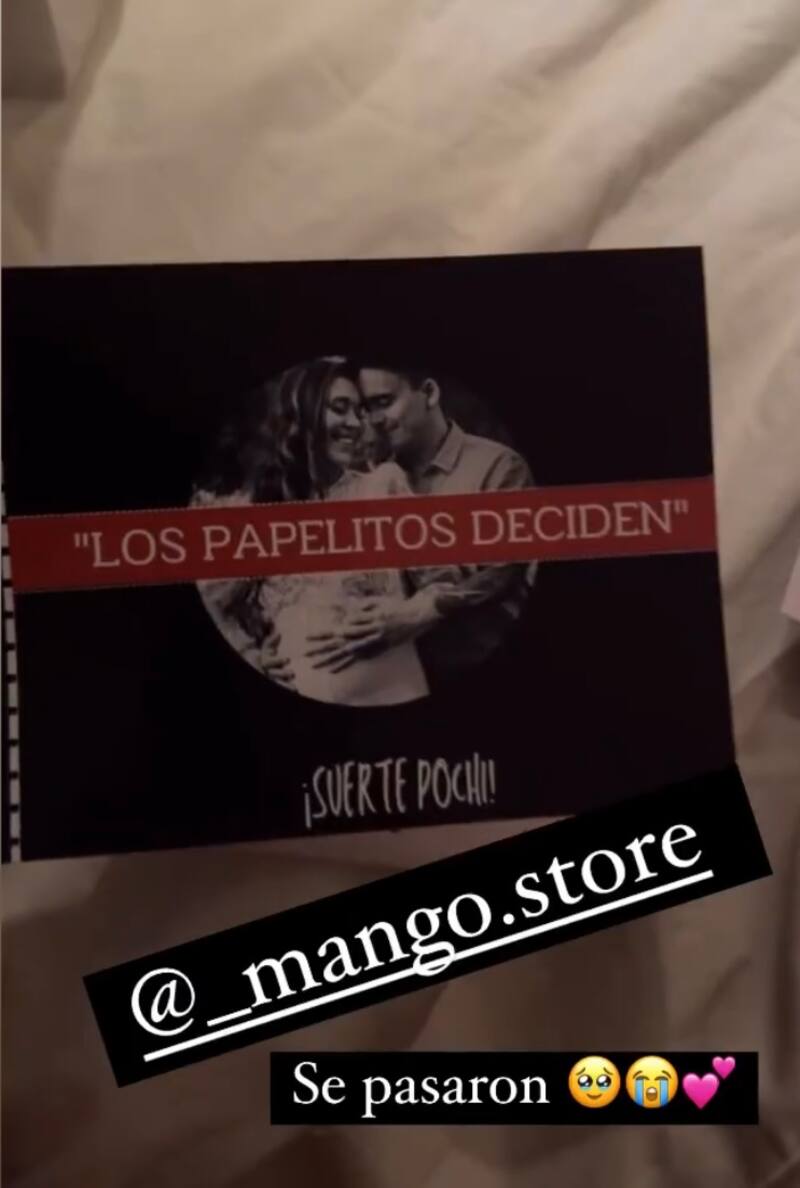 "LOS PAPELITOS DECIDEN"
¡SUERTE POCHI!
@_mango.store
Se pasaron 🥹😭💕